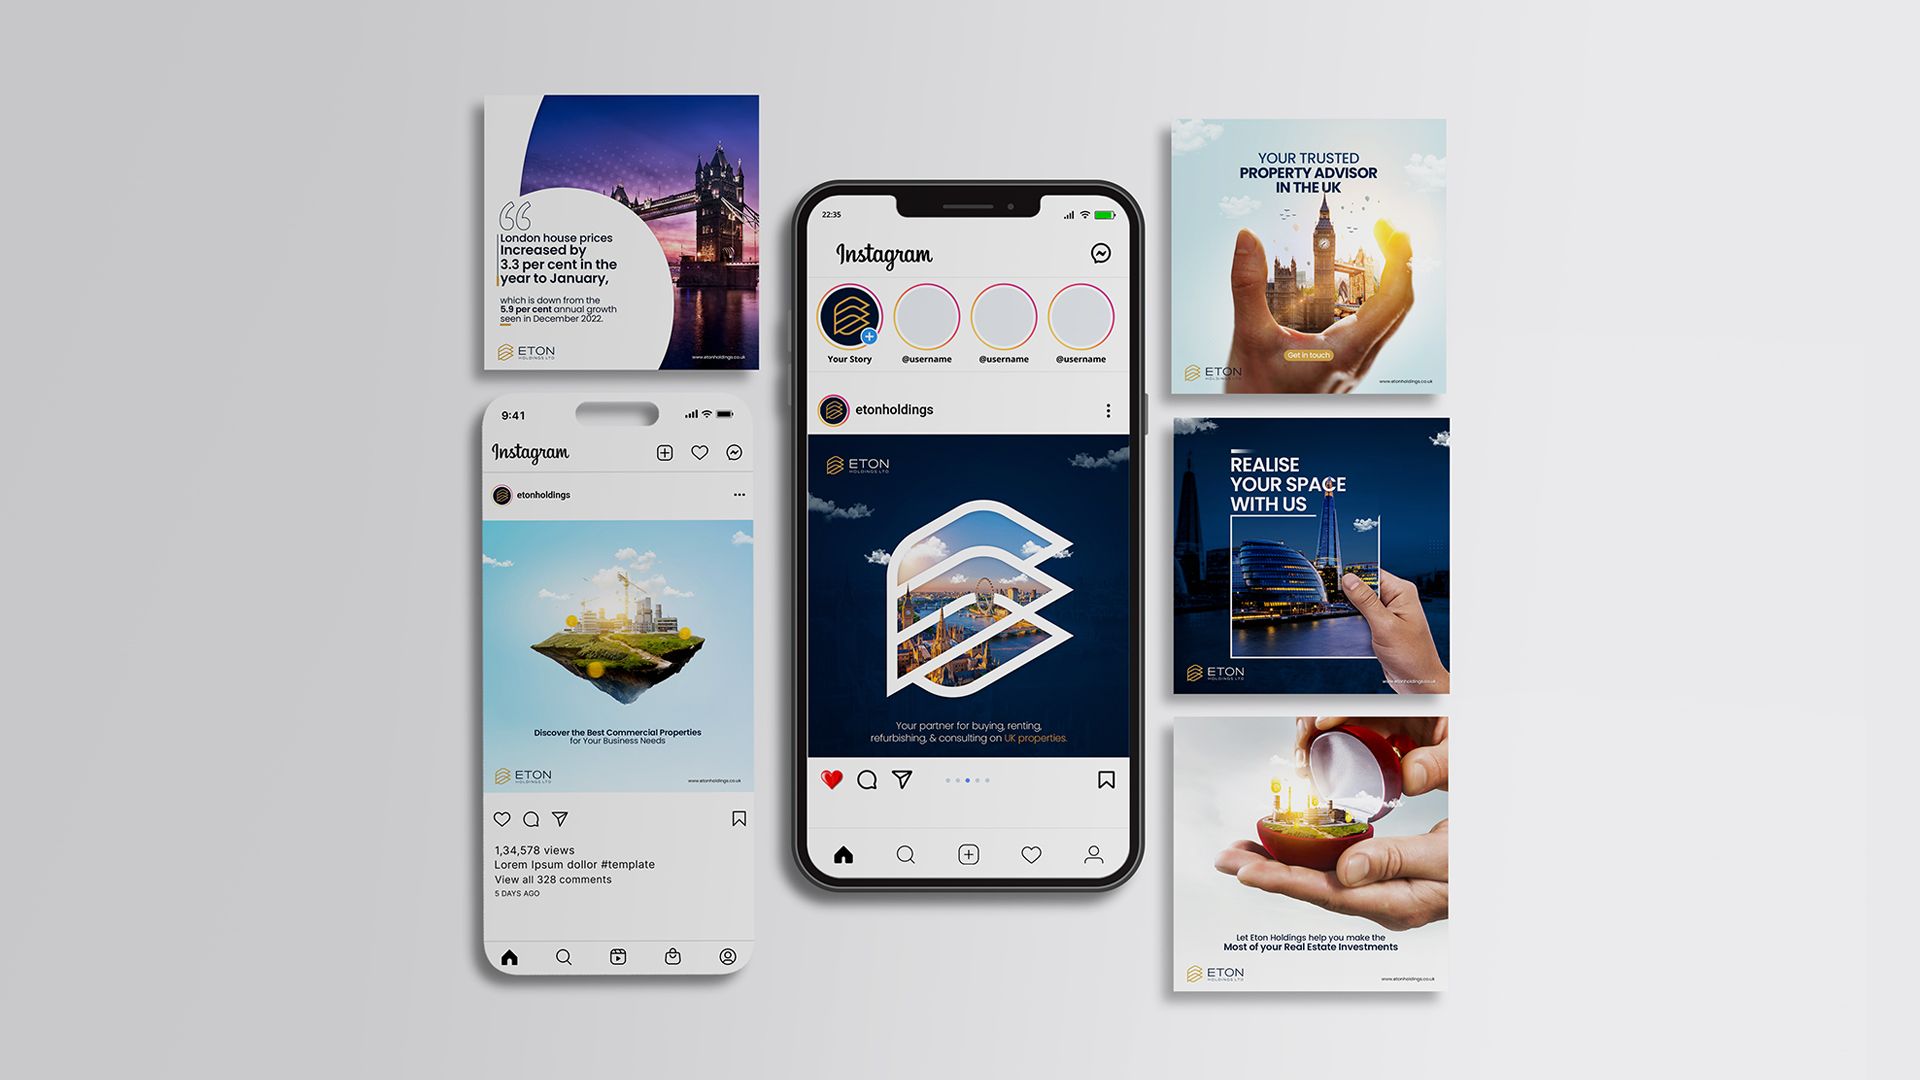 London house prices
Increased by
3.3 per cent in the
year to January,
which is down from the
5.9 per cent annual growth
seen in December 2022.
ETON
HOLDINGS LTD
www.etonholdings.co.uk
9:41
Instagram
etonholdings
Discover the Best Commercial Properties
for Your Business Needs
ETON
HOLDINGS LTD
www.etonholdings.co.uk
1,34,578 views
Lorem Ipsum dollor #template
View all 328 comments
5 DAYS AGO
22:35
Instagram
Your Story
@username
@username
@username
etonholdings
ETON
HOLDINGS LTD
Your partner for buying, renting,
refurbishing, & consulting on UK properties.
YOUR TRUSTED
PROPERTY ADVISOR
IN THE UK
Get in touch
ETON
HOLDINGS LTD
www.etonholdings.co.uk
REALISE
YOUR SPACE
WITH US
ETON
HOLDINGS LTD
www.etonholdings.co.uk
Let Eton Holdings help you make the
Most of your Real Estate Investments
ETON
HOLDINGS LTD
www.etonholdings.co.uk